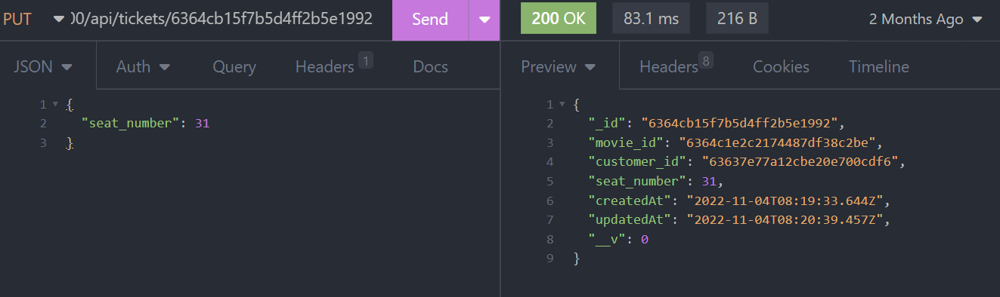 PUT 00/api/tickets/6364cb15f7b5d4ff2b5e1992 Send 200 OK 83.1 ms 216 B 2 Months Ago
JSON Auth Query Headers 1 Docs Preview Headers 8 Cookies Timeline
1 {
2 "seat_number": 31
3 }
1 {
2 "_id": "6364cb15f7b5d4ff2b5e1992",
3 "movie_id": "6364c1e2c2174487df38c2be",
4 "customer_id": "63637e77a12cbe20e700cdf6",
5 "seat_number": 31,
6 "createdAt": "2022-11-04T08:19:33.644Z",
7 "updatedAt": "2022-11-04T08:20:39.457Z",
8 "__v": 0
9 }